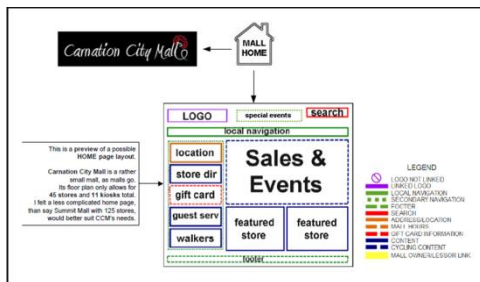 Carnation City Mall
MALL
HOME
LOGO
special events
search
local navigation
location
store dir
gift card
guest serv
walkers
Sales &
Events
featured
store
featured
store
footer
This is a preview of a possible
HOME page layout.
Carnation City Mall is a rather
small mall, as malls go.
Its floor plan only allows for
45 stores and 11 kiosks total.
I felt a less complicated home page,
than say Summit Mall with 125 stores,
would better suit CCM's needs.
LEGEND
LOGO NOT LINKED
LINKED LOGO
LOCAL NAVIGATION
SECONDARY NAVIGATION
FOOTER
SEARCH
ADDRESS/LOCATION
MALL HOURS
GIFT CARD INFORMATION
CONTENT
CYCLING CONTENT
MALL OWNER/LESSOR LINK